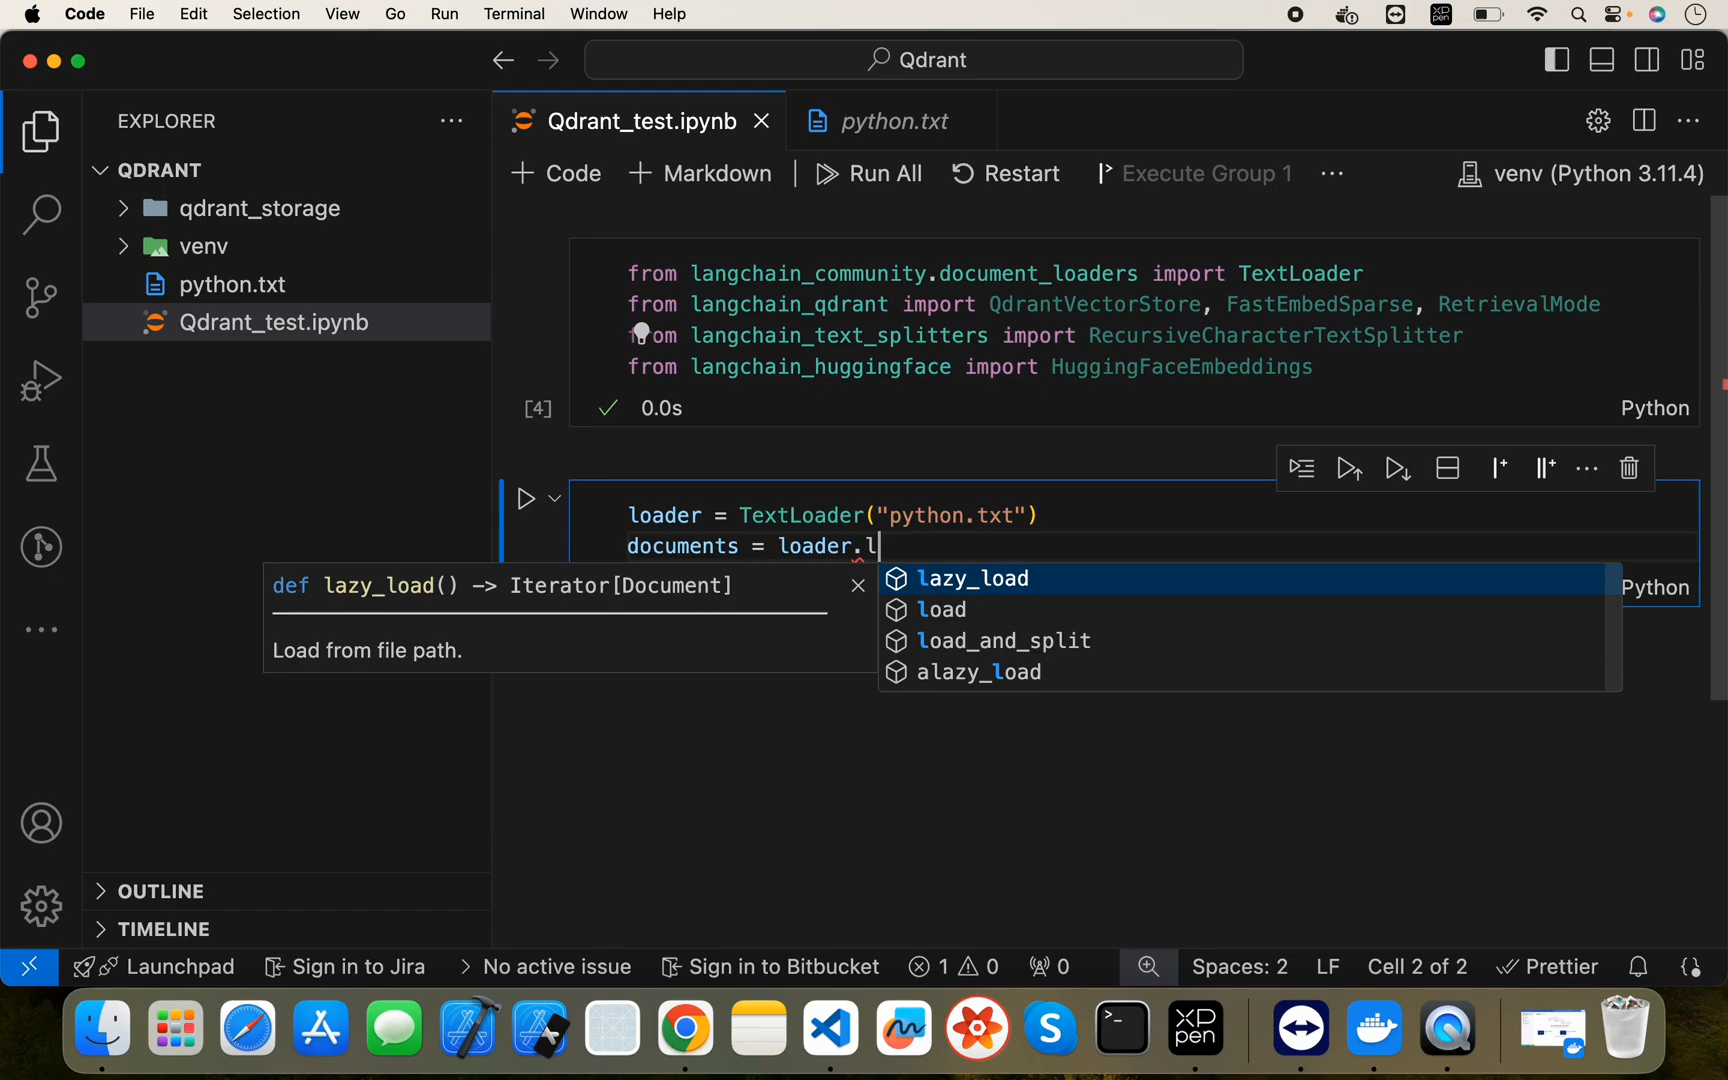 Code File Edit Selection View Go Run Terminal Window Help
XP
pen
Qdrant
EXPLORER
QDRANT
qdrant_storage
venv
python.txt
Qdrant_test.ipynb
OUTLINE
TIMELINE
Qdrant_test.ipynb
python.txt
+ Code + Markdown Run All Restart Execute Group 1 ... venv (Python 3.11.4)
from langchain_community.document_loaders import TextLoader
from langchain_qdrant import QdrantVectorStore, FastEmbedSparse, RetrievalMode
from langchain_text_splitters import RecursiveCharacterTextSplitter
from langchain_huggingface import HuggingFaceEmbeddings
[4] 0.0s Python
loader = TextLoader("python.txt")
documents = loader.l
Python
def lazy_load() -> Iterator[Document]
Load from file path.
lazy_load
load
load_and_split
alazy_load
Launchpad Sign in to Jira > No active issue Sign in to Bitbucket 1 0 0 Spaces: 2 LF Cell 2 of 2 Prettier
S
XP
pen